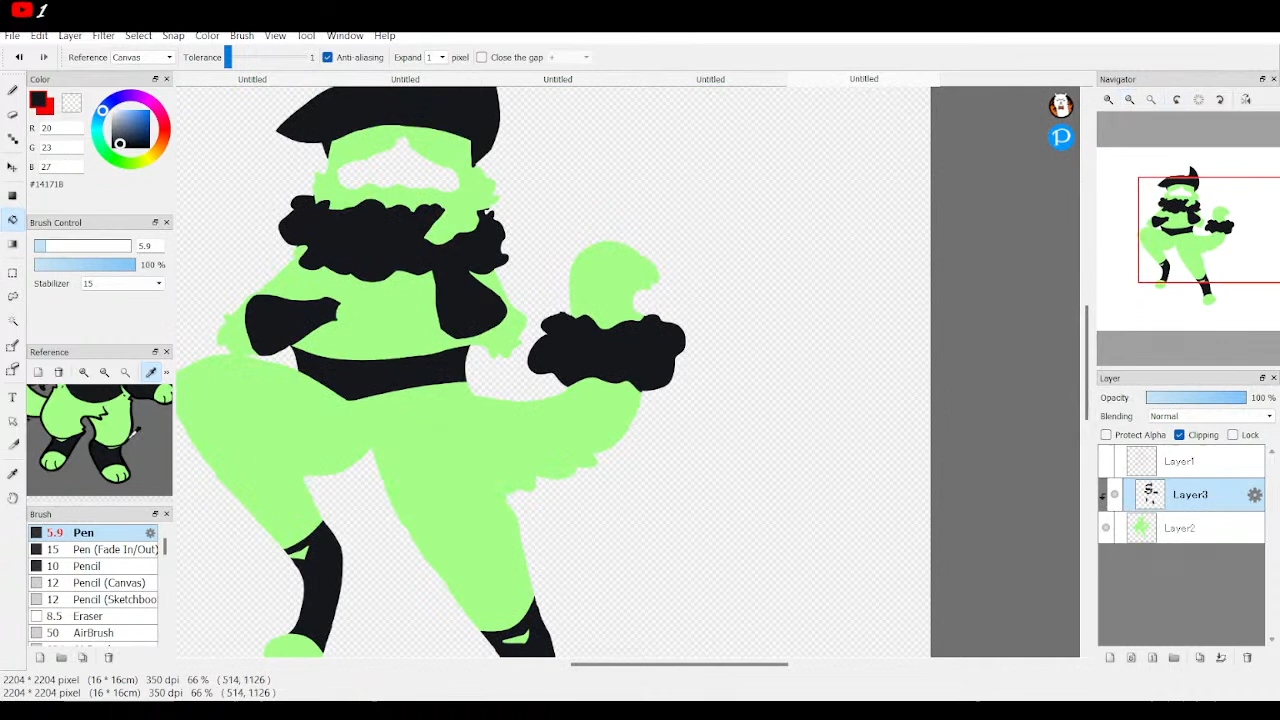 1
File Edit Layer Filter Select Snap Color Brush View Tool Window Help
Reference Canvas Tolerance 1 Anti-aliasing Expand 1 pixel Close the gap +
Color Untitled Untitled Untitled Untitled Untitled Navigator
R 20
G 23
B 27
#14171B
Brush Control
5.9
100 %
Stabilizer 15
Reference
Brush
5.9 Pen
15 Pen (Fade In/Out)
10 Pencil
12 Pencil (Canvas)
12 Pencil (Sketchboo
8.5 Eraser
50 AirBrush
Layer
Opacity 100 %
Blending Normal
Protect Alpha Clipping Lock
Layer1
Layer3
Layer2
2204 * 2204 pixel (16 * 16cm) 350 dpi 66 % ( 514, 1126 )
2204 * 2204 pixel (16 * 16cm) 350 dpi 66 % ( 514, 1126 )